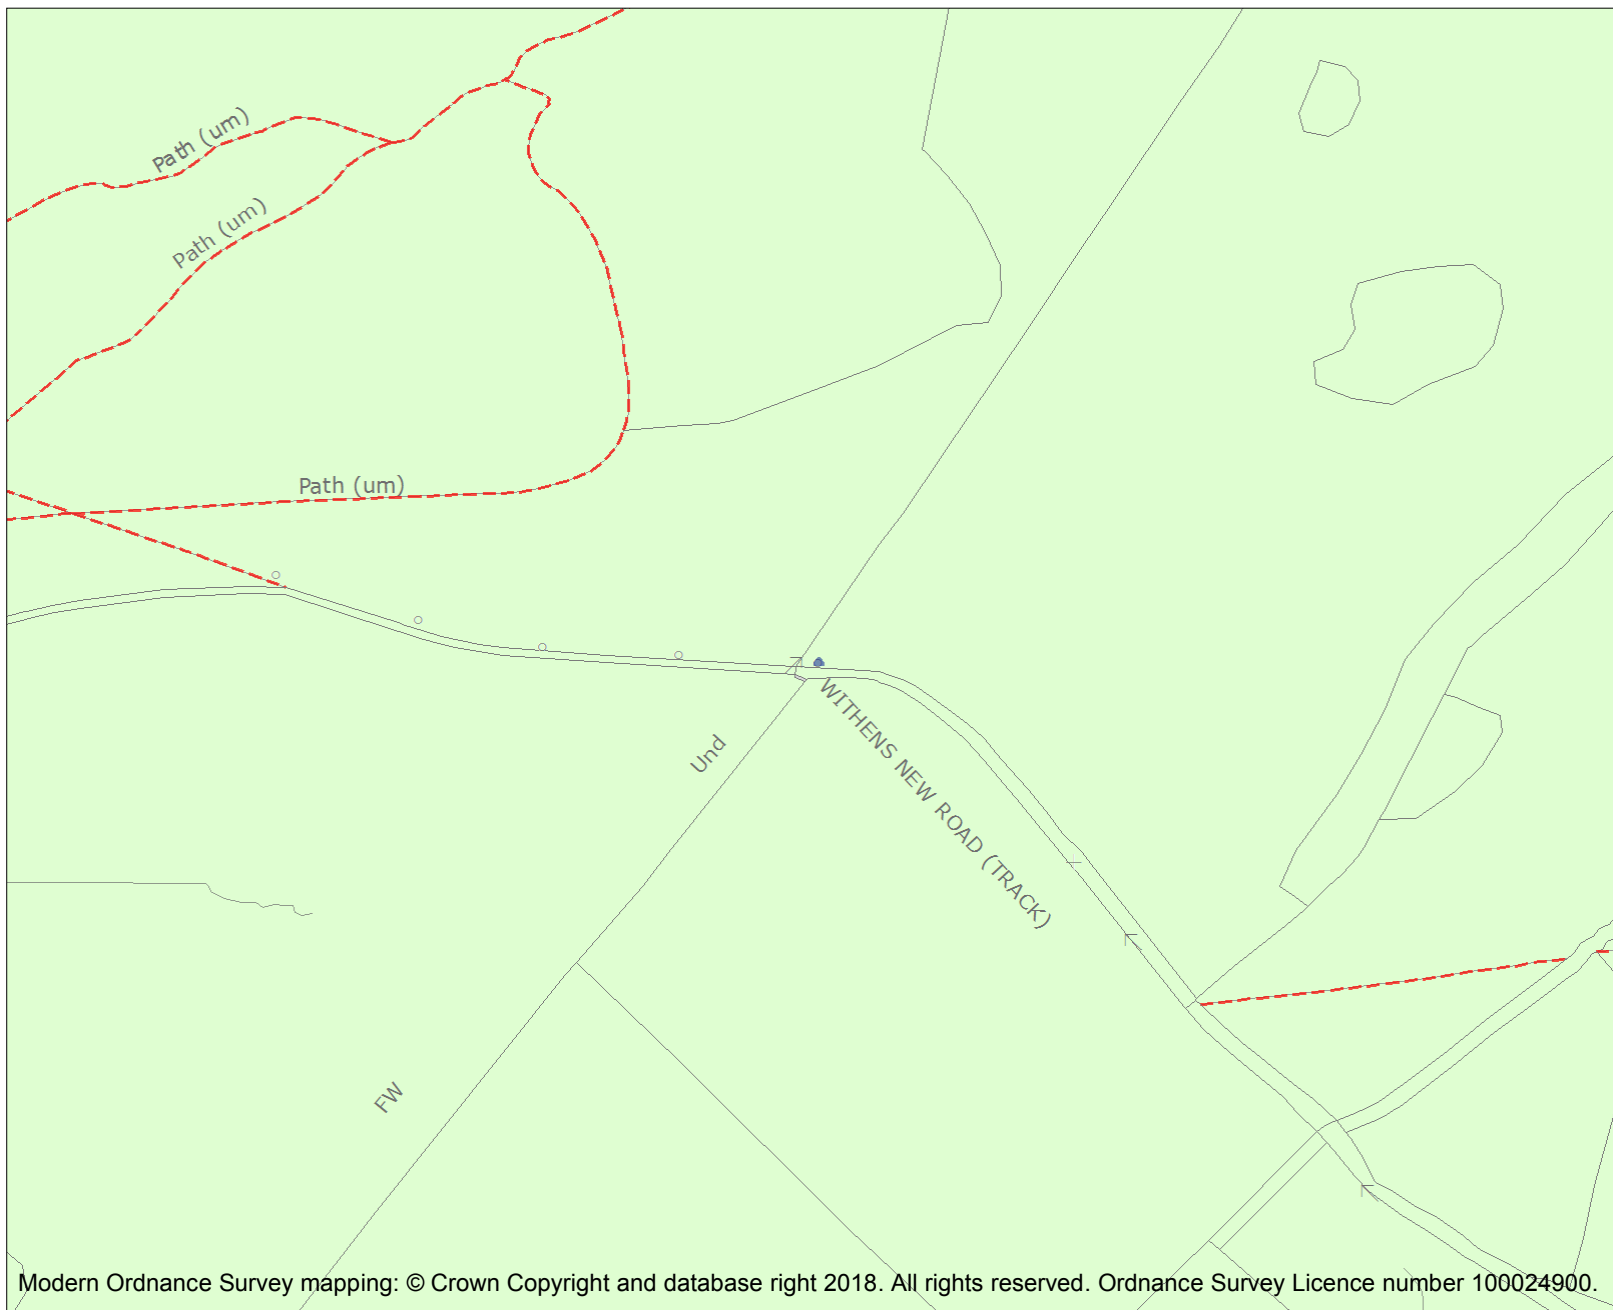 Path (um)
Path (um)
Path (um)
WITHENS NEW ROAD (TRACK)
Und
FW
Modern Ordnance Survey mapping: © Crown Copyright and database right 2018. All rights reserved. Ordnance Survey Licence number 100024900.